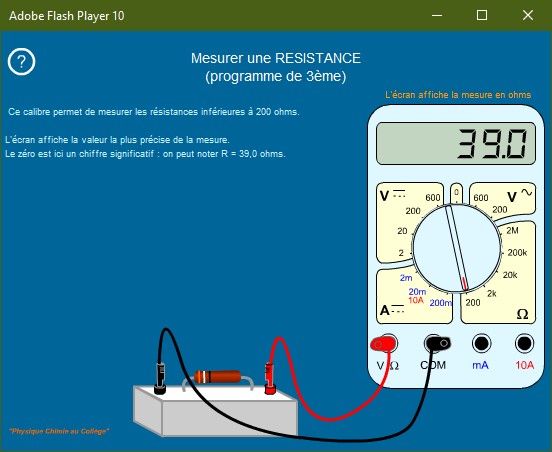 Adobe Flash Player 10
?
Mesurer une RESISTANCE
(programme de 3ème)
L'écran affiche la mesure en ohms
Ce calibre permet de mesurer les résistances inférieures à 200 ohms.
L'écran affiche la valeur la plus précise de la mesure.
Le zéro est ici un chiffre significatif : on peut noter R = 39,0 ohms.
39.0
V 600 0 600 V
200 200
20 2M
2 200k
2m 20k
20m 2k
10A 200m 200
A Ω
V Ω COM mA 10A
"Physique Chimie au Collège"